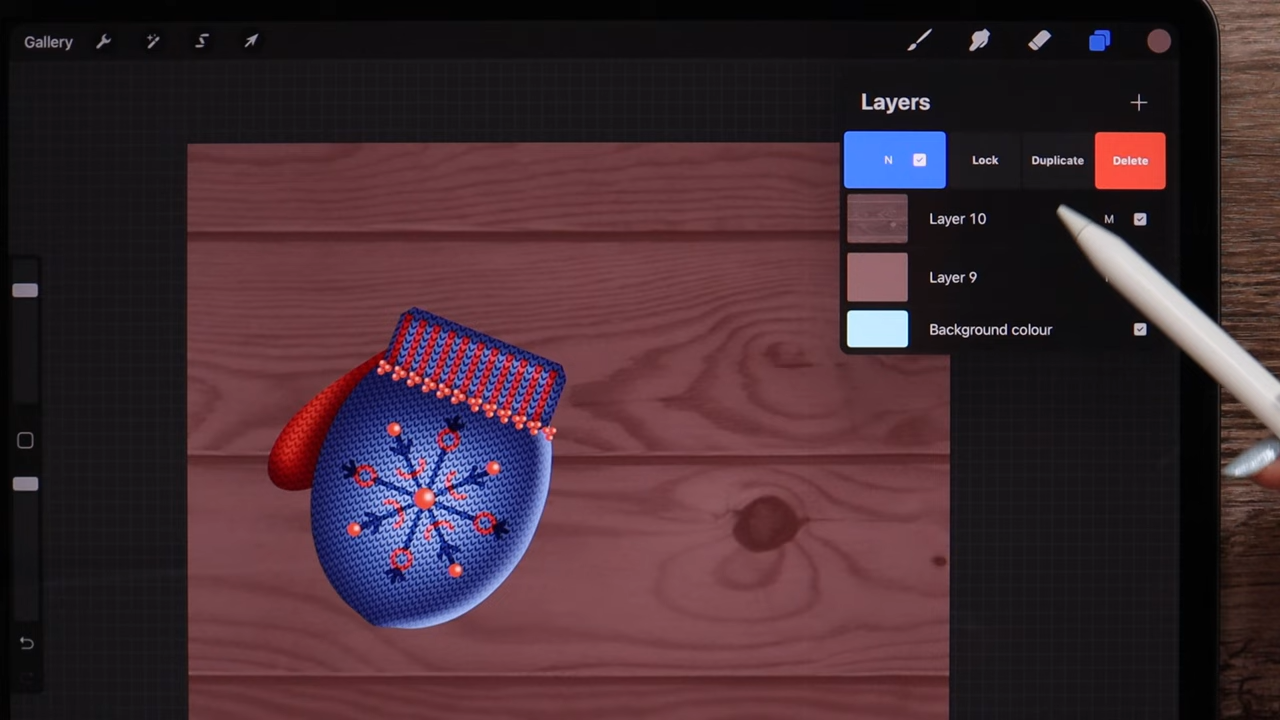 Gallery
Layers
N Lock Duplicate Delete
Layer 10 M
Layer 9
Background colour